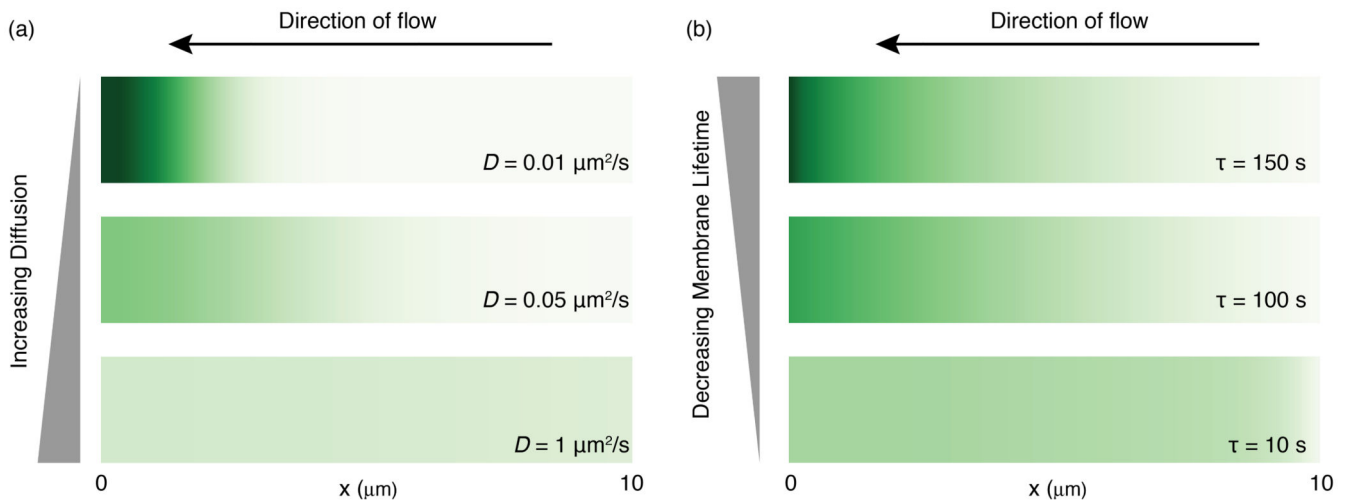 (a)
Direction of flow
Increasing Diffusion
D = 0.01 μm²/s
D = 0.05 μm²/s
D = 1 μm²/s
0
x (μm)
10
(b)
Direction of flow
Decreasing Membrane Lifetime
τ = 150 s
τ = 100 s
τ = 10 s
0
x (μm)
10